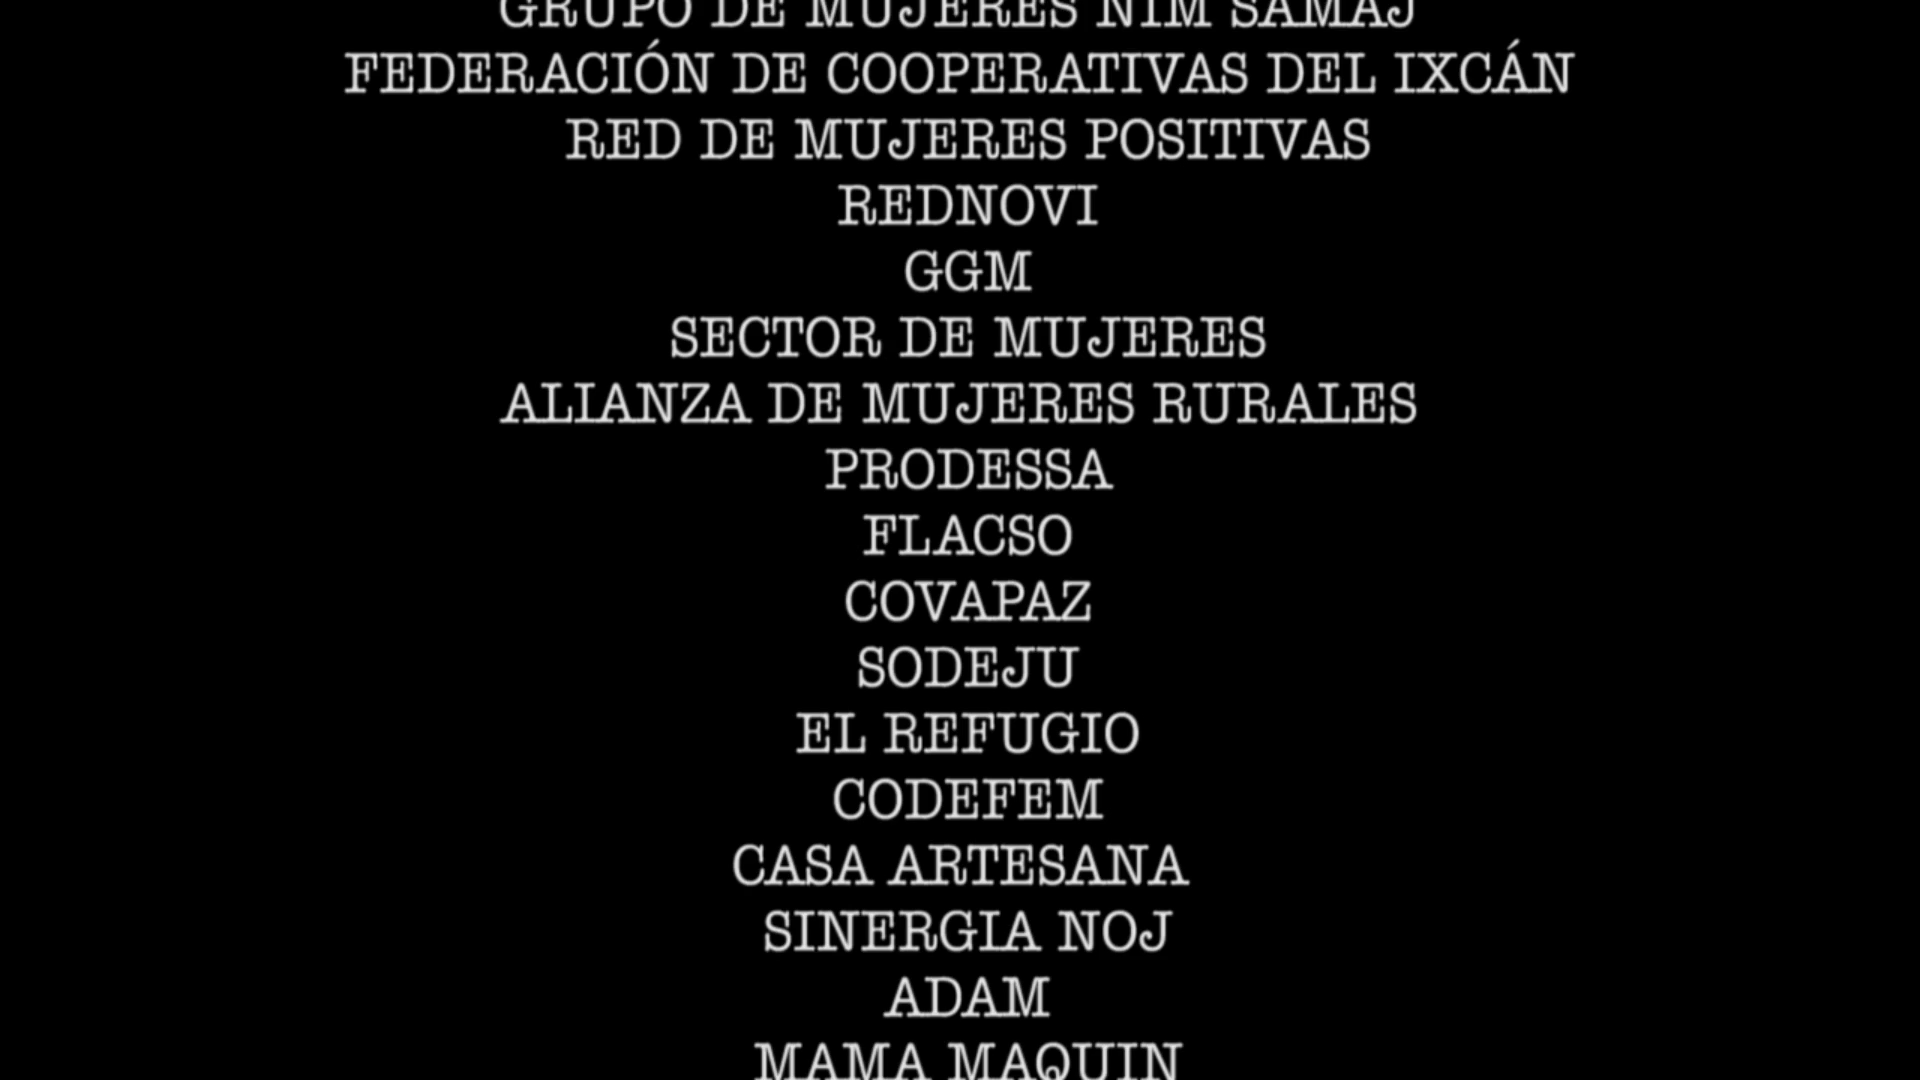 GRUPO DE MUJERES NIM SAMAJ
FEDERACIÓN DE COOPERATIVAS DEL IXCÁN
RED DE MUJERES POSITIVAS
REDNOVI
GGM
SECTOR DE MUJERES
ALIANZA DE MUJERES RURALES
PRODESSA
FLACSO
COVAPAZ
SODEJU
EL REFUGIO
CODEFEM
CASA ARTESANA
SINERGIA NOJ
ADAM
MAMA MAQUIN